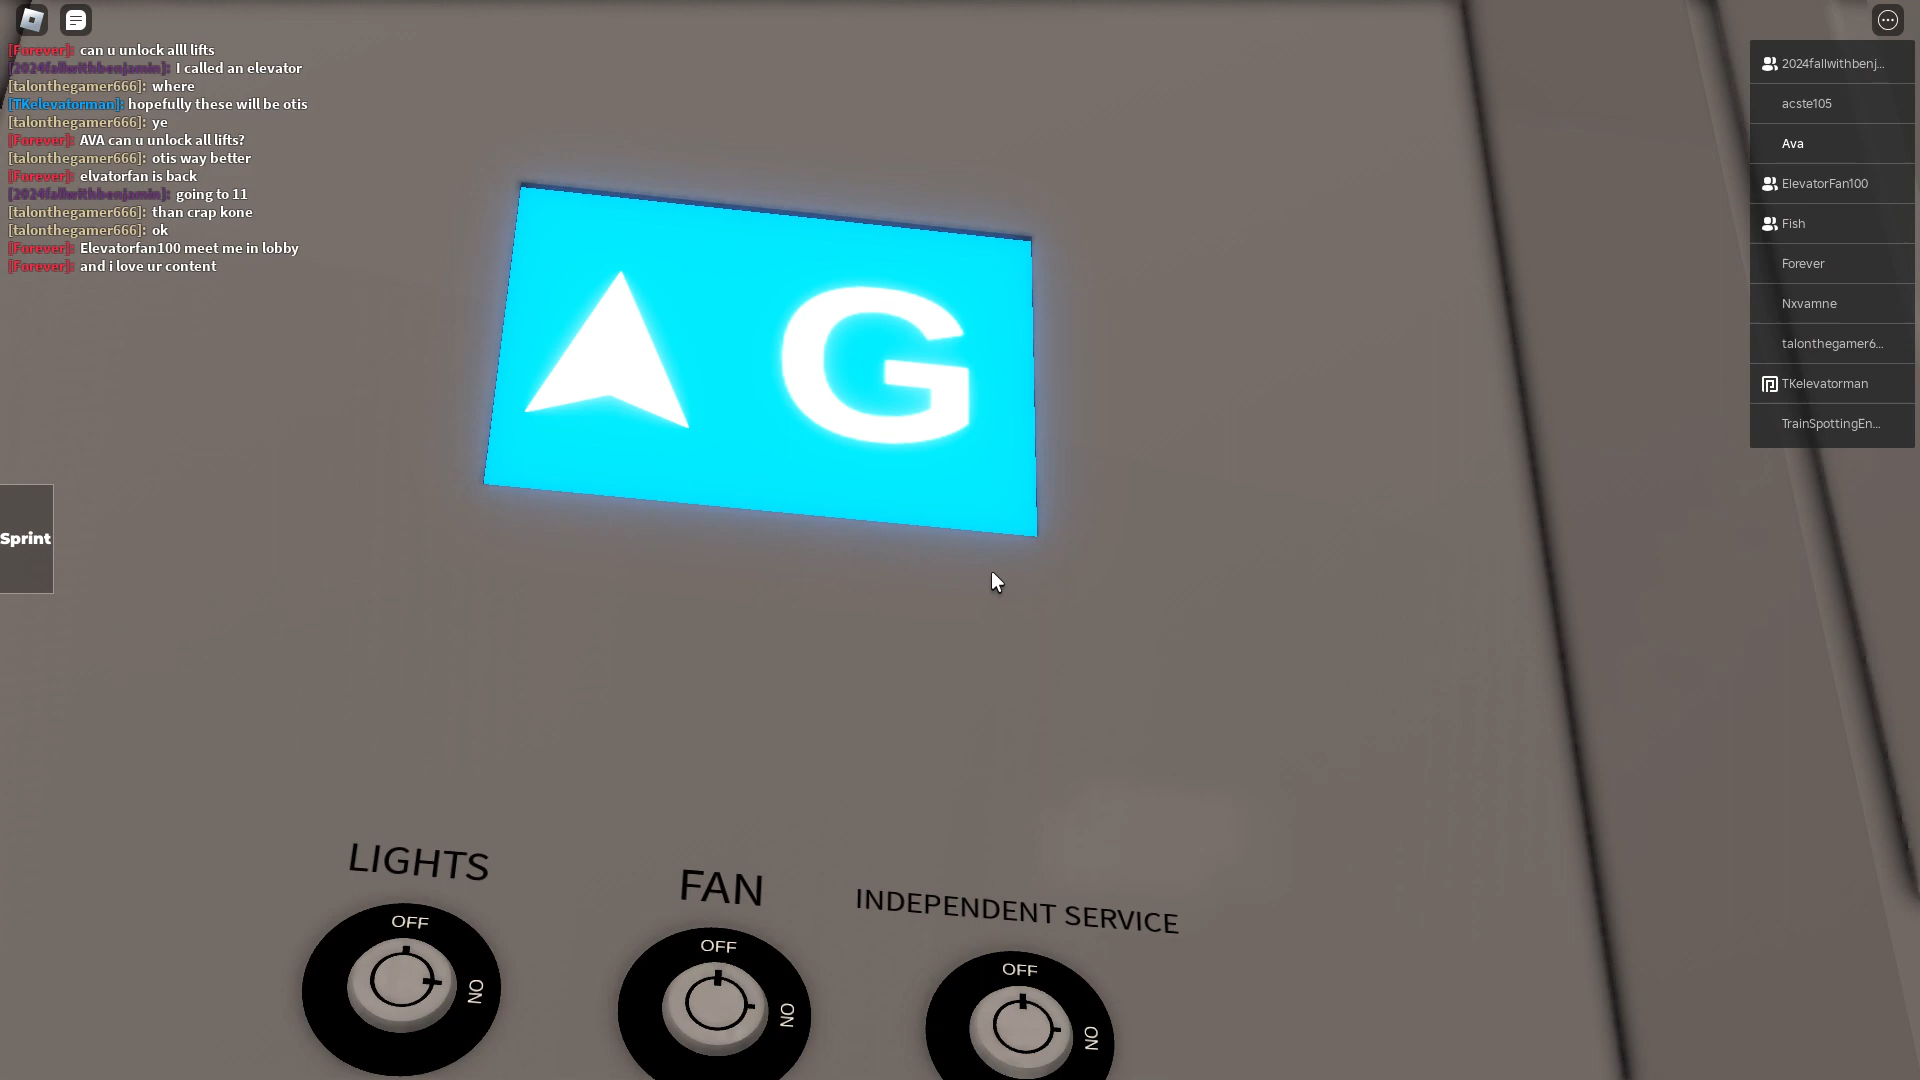 [Forever]: can u unlock alll lifts
[2024fallwithbenjamin]: I called an elevator
[talonthegamer666]: where
[TKelevatorman]: hopefully these will be otis
[talonthegamer666]: ye
[Forever]: AVA can u unlock all lifts?
[talonthegamer666]: otis way better
[Forever]: elvatorfan is back
[2024fallwithbenjamin]: going to 11
[talonthegamer666]: than crap kone
[talonthegamer666]: ok
[Forever]: Elevatorfan100 meet me in lobby
[Forever]: and i love ur content
2024fallwithbenj...
acste105
Ava
ElevatorFan100
Fish
Forever
Nxvamne
talonthegamer6...
TKelevatorman
TrainSpottingEn...
G
Sprint
LIGHTS
OFF
ON
FAN
OFF
ON
INDEPENDENT SERVICE
OFF
ON